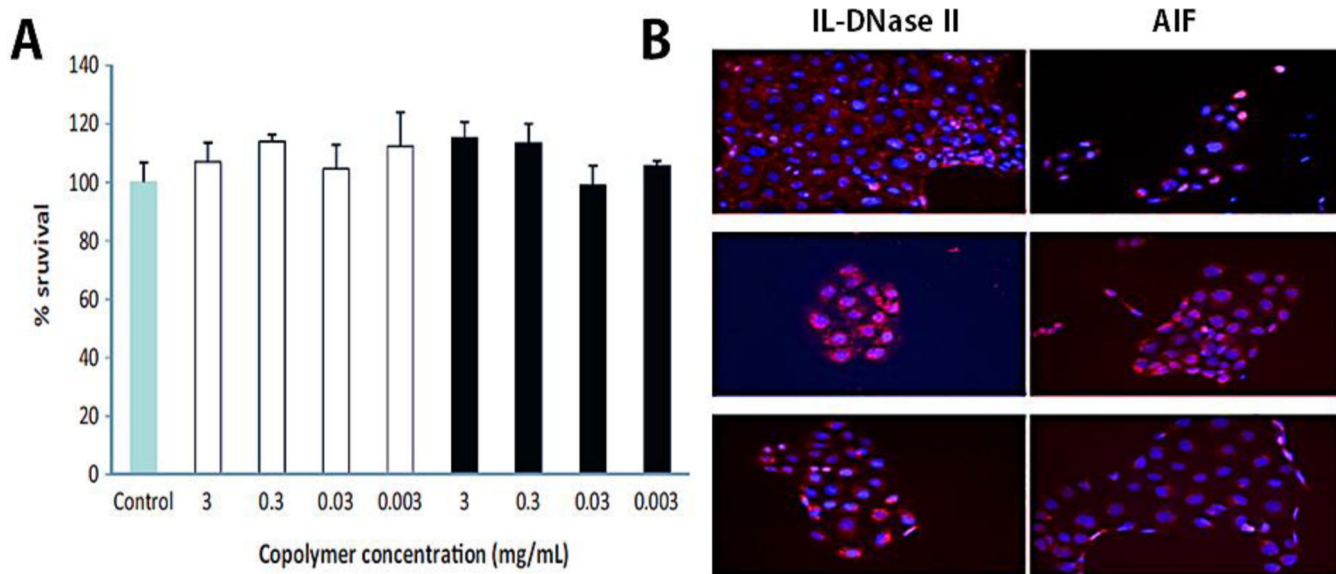 A
140
120
100
80
60
40
20
0
% sruvival
Control 3 0.3 0.03 0.003 3 0.3 0.03 0.003
Copolymer concentration (mg/mL)
B
IL-DNase II AIF